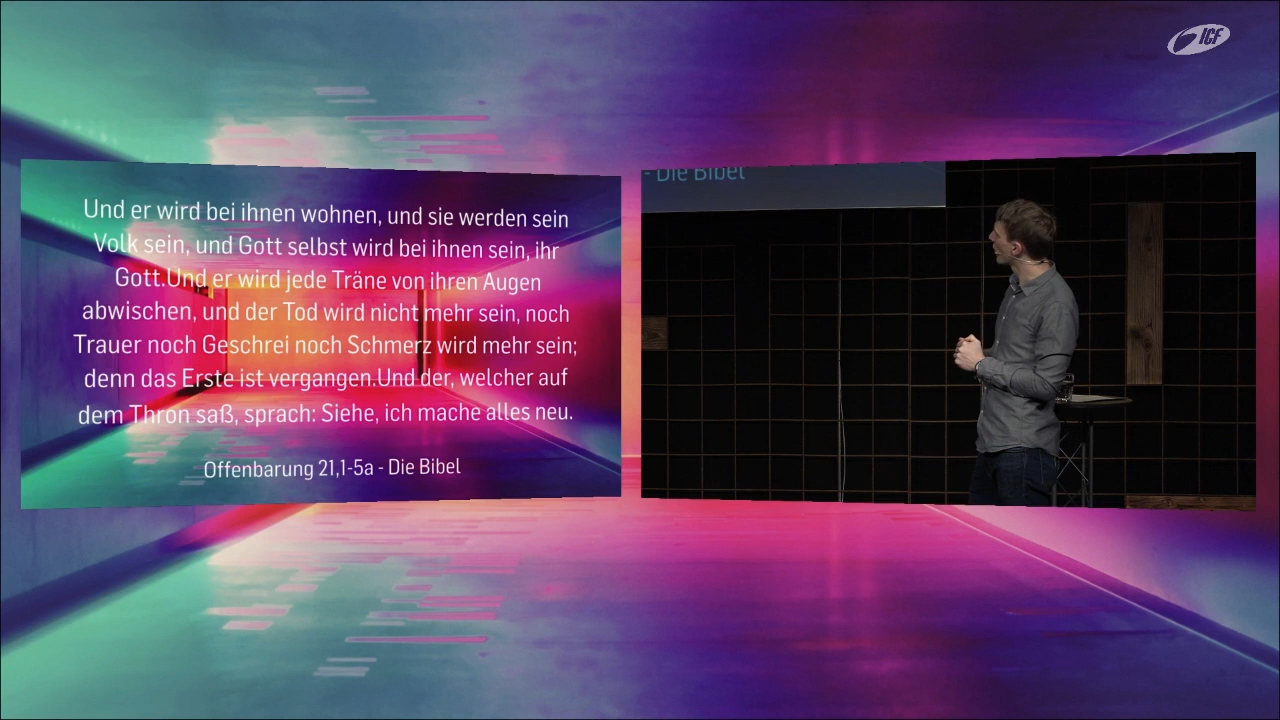 ICF
Und er wird bei ihnen wohnen, und sie werden sein
Volk sein, und Gott selbst wird bei ihnen sein, ihr
Gott.Und er wird jede Träne von ihren Augen
abwischen, und der Tod wird nicht mehr sein, noch
Trauer noch Geschrei noch Schmerz wird mehr sein;
denn das Erste ist vergangen.Und der, welcher auf
dem Thron saß, sprach: Siehe, ich mache alles neu.
Offenbarung 21,1-5a - Die Bibel
- Die Bibel